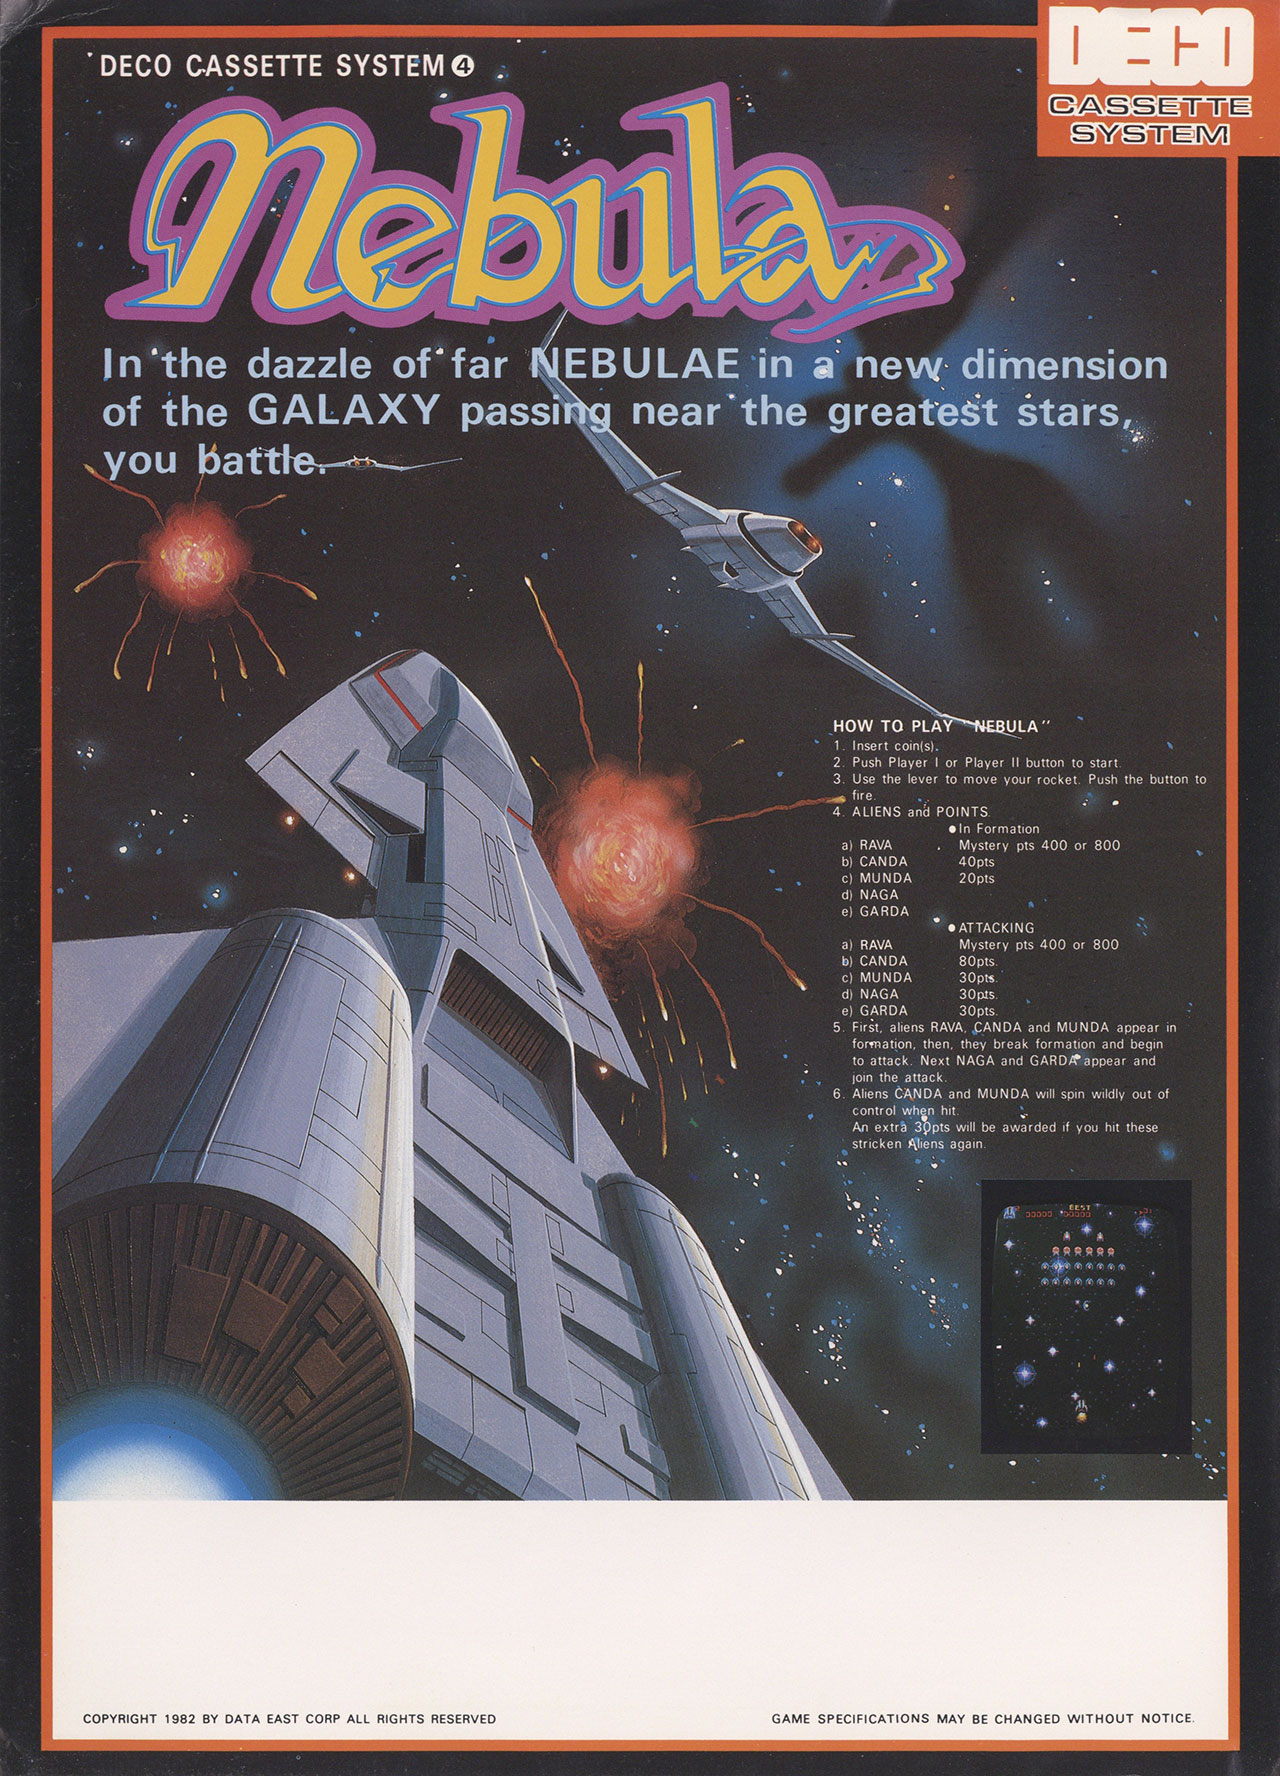 DECO CASSETTE SYSTEM ❹
DECO
CASSETTE
SYSTEM
Nebula
In the dazzle of far NEBULAE in a new dimension
of the GALAXY passing near the greatest stars,
you battle.
HOW TO PLAY "NEBULA"
1. Insert coin(s).
2. Push Player I or Player II button to start.
3. Use the lever to move your rocket. Push the button to
fire.
4. ALIENS and POINTS
●In Formation
a) RAVA Mystery pts 400 or 800
b) CANDA 40pts
c) MUNDA 20pts
d) NAGA
e) GARDA
●ATTACKING
a) RAVA Mystery pts 400 or 800
b) CANDA 80pts.
c) MUNDA 30pts.
d) NAGA 30pts.
e) GARDA 30pts.
5. First, aliens RAVA, CANDA and MUNDA appear in
formation, then, they break formation and begin
to attack. Next NAGA and GARDA appear and
join the attack.
6. Aliens CANDA and MUNDA will spin wildly out of
control when hit.
An extra 30pts will be awarded if you hit these
stricken Aliens again.
BEST
00000 00000
COPYRIGHT 1982 BY DATA EAST CORP ALL RIGHTS RESERVED
GAME SPECIFICATIONS MAY BE CHANGED WITHOUT NOTICE.